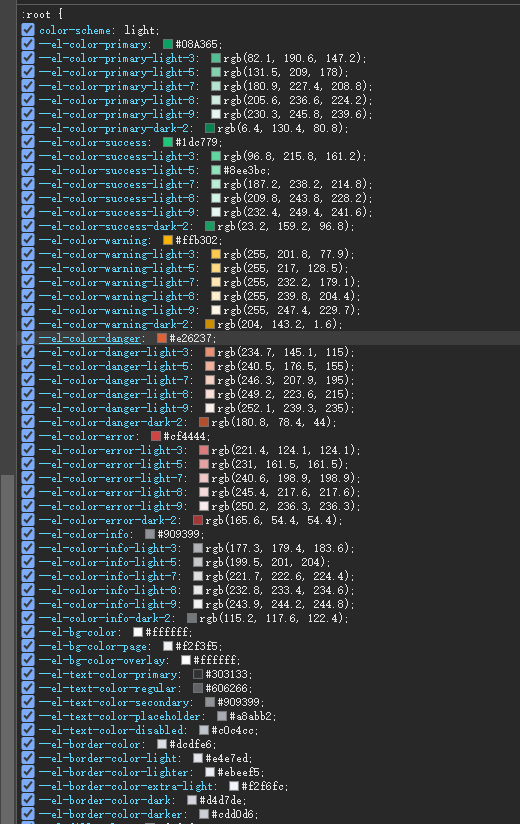 :root {
color-scheme: light;
--el-color-primary: #08A365;
--el-color-primary-light-3: rgb(82.1, 190.6, 147.2);
--el-color-primary-light-5: rgb(131.5, 209, 178);
--el-color-primary-light-7: rgb(180.9, 227.4, 208.8);
--el-color-primary-light-8: rgb(205.6, 236.6, 224.2);
--el-color-primary-light-9: rgb(230.3, 245.8, 239.6);
--el-color-primary-dark-2: rgb(6.4, 130.4, 80.8);
--el-color-success: #1dc779;
--el-color-success-light-3: rgb(96.8, 215.8, 161.2);
--el-color-success-light-5: #8ee3bc;
--el-color-success-light-7: rgb(187.2, 238.2, 214.8);
--el-color-success-light-8: rgb(209.8, 243.8, 228.2);
--el-color-success-light-9: rgb(232.4, 249.4, 241.6);
--el-color-success-dark-2: rgb(23.2, 159.2, 96.8);
--el-color-warning: #ffb302;
--el-color-warning-light-3: rgb(255, 201.8, 77.9);
--el-color-warning-light-5: rgb(255, 217, 128.5);
--el-color-warning-light-7: rgb(255, 232.2, 179.1);
--el-color-warning-light-8: rgb(255, 239.8, 204.4);
--el-color-warning-light-9: rgb(255, 247.4, 229.7);
--el-color-warning-dark-2: rgb(204, 143.2, 1.6);
--el-color-danger: #e26237;
--el-color-danger-light-3: rgb(234.7, 145.1, 115);
--el-color-danger-light-5: rgb(240.5, 176.5, 155);
--el-color-danger-light-7: rgb(246.3, 207.9, 195);
--el-color-danger-light-8: rgb(249.2, 223.6, 215);
--el-color-danger-light-9: rgb(252.1, 239.3, 235);
--el-color-danger-dark-2: rgb(180.8, 78.4, 44);
--el-color-error: #cf4444;
--el-color-error-light-3: rgb(221.4, 124.1, 124.1);
--el-color-error-light-5: rgb(231, 161.5, 161.5);
--el-color-error-light-7: rgb(240.6, 198.9, 198.9);
--el-color-error-light-8: rgb(245.4, 217.6, 217.6);
--el-color-error-light-9: rgb(250.2, 236.3, 236.3);
--el-color-error-dark-2: rgb(165.6, 54.4, 54.4);
--el-color-info: #909399;
--el-color-info-light-3: rgb(177.3, 179.4, 183.6);
--el-color-info-light-5: rgb(199.5, 201, 204);
--el-color-info-light-7: rgb(221.7, 222.6, 224.4);
--el-color-info-light-8: rgb(232.8, 233.4, 234.6);
--el-color-info-light-9: rgb(243.9, 244.2, 244.8);
--el-color-info-dark-2: rgb(115.2, 117.6, 122.4);
--el-bg-color: #ffffff;
--el-bg-color-page: #f2f3f5;
--el-bg-color-overlay: #ffffff;
--el-text-color-primary: #303133;
--el-text-color-regular: #606266;
--el-text-color-secondary: #909399;
--el-text-color-placeholder: #a8abb2;
--el-text-color-disabled: #c0c4cc;
--el-border-color: #dcdfe6;
--el-border-color-light: #e4e7ed;
--el-border-color-lighter: #ebeef5;
--el-border-color-extra-light: #f2f6fc;
--el-border-color-dark: #d4d7de;
--el-border-color-darker: #cdd0d6;